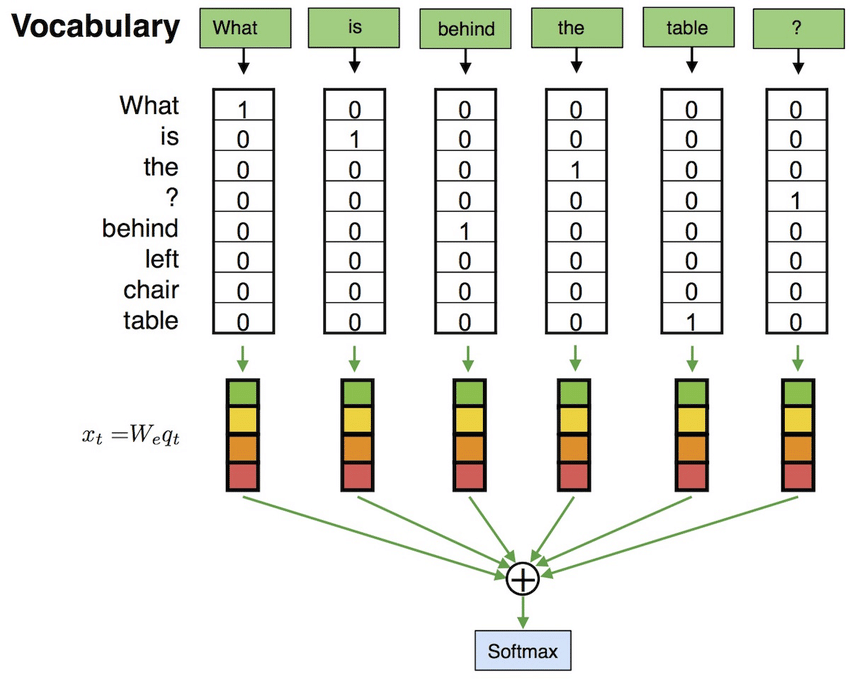 Vocabulary What is behind the table ?
What 1 0 0 0 0 0
is 0 1 0 0 0 0
the 0 0 0 1 0 0
? 0 0 0 0 0 1
behind 0 0 1 0 0 0
left 0 0 0 0 0 0
chair 0 0 0 0 0 0
table 0 0 0 0 1 0
xₜ =Wₑqₜ
+
Softmax